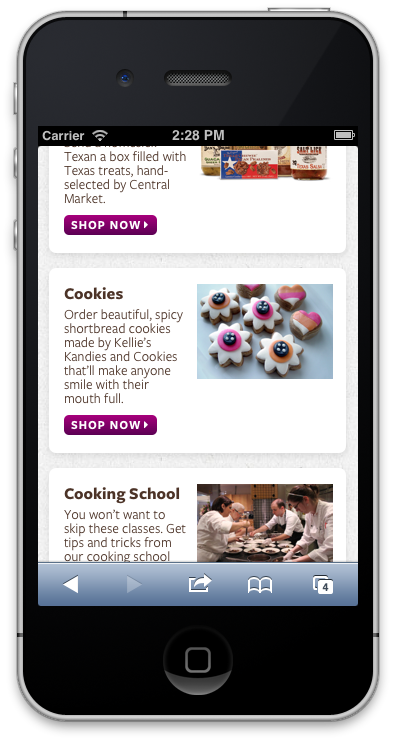 Carrier 2:28 PM
Texan a box filled with
Texas treats, hand-
selected by Central
Market.
SHOP NOW
Cookies
Order beautiful, spicy
shortbread cookies
made by Kellie's
Kandies and Cookies
that'll make anyone
smile with their
mouth full.
SHOP NOW
Cooking School
You won't want to
skip these classes. Get
tips and tricks from
our cooking school
4